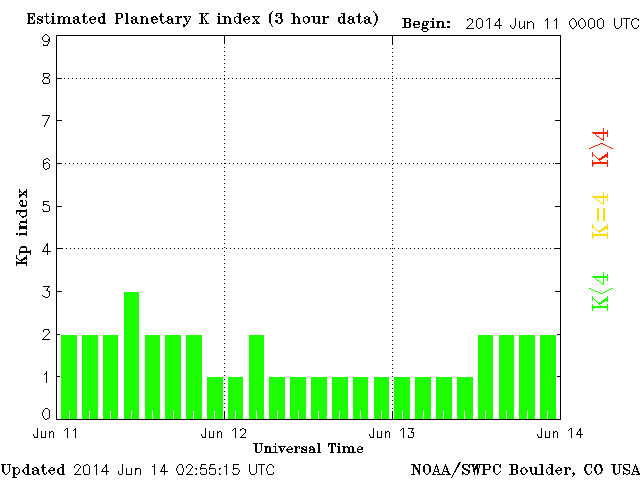 Estimated Planetary K index (3 hour data) Begin: 2014 Jun 11 0000 UTC
9
8
7
6
5
4
3
2
1
0
Kp index
K>4
K=4
K<4
Jun 11 Jun 12 Jun 13 Jun 14
Universal Time
Updated 2014 Jun 14 02:55:15 UTC NOAA/SWPC Boulder, CO USA